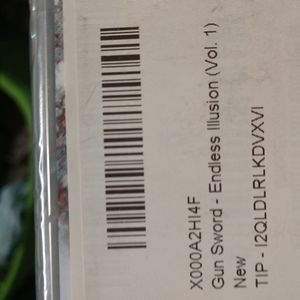 X000A2HI4F
Gun Sword - Endless Illusion (Vol. 1)
New
TIP - I2QLDLRLKDVXVI